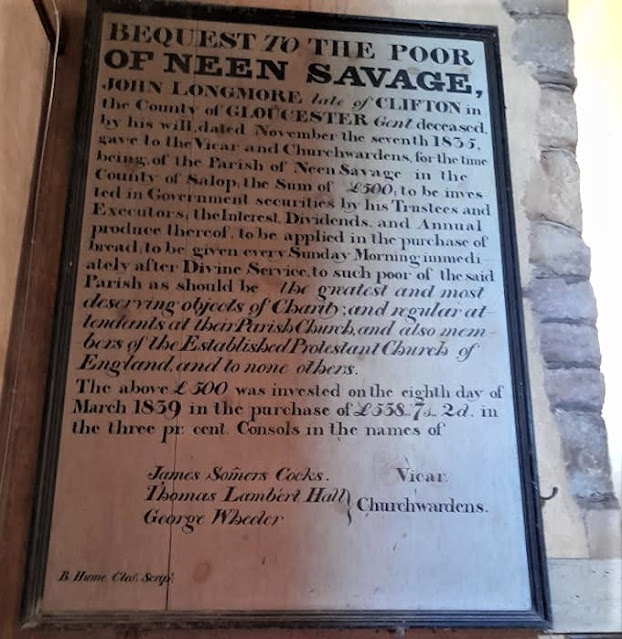 BEQUEST TO THE POOR
OF NEEN SAVAGE,
JOHN LONGMORE late of CLIFTON in
the County of GLOUCESTER Gent deceased,
by his will, dated November the seventh 1835,
gave to the Vicar and Churchwardens, for the time
being, of the Parish of Neen Savage in the
County of Salop, the Sum of £500, to be inves
ted in Government securities by his Trustees and
Executors; the Interest, Dividends, and Annual
produce thereof, to be applied in the purchase of
bread, to be given every Sunday Morning immedi-
ately after Divine Service, to such poor of the said
Parish as should be the greatest and most
deserving objects of Charity, and regular at-
tendants at their Parish Church, and also mem-
bers of the Established Protestant Church of
England, and to none others.
The above £500 was invested on the eighth day of
March 1839 in the purchase of £538..7s..2d. in
the three pr. cent. Consols in the names of
James Somers Cocks. Vicar.
Thomas Lambert Hall } Churchwardens.
George Wheeler
B. Hume, Cleo. Script.